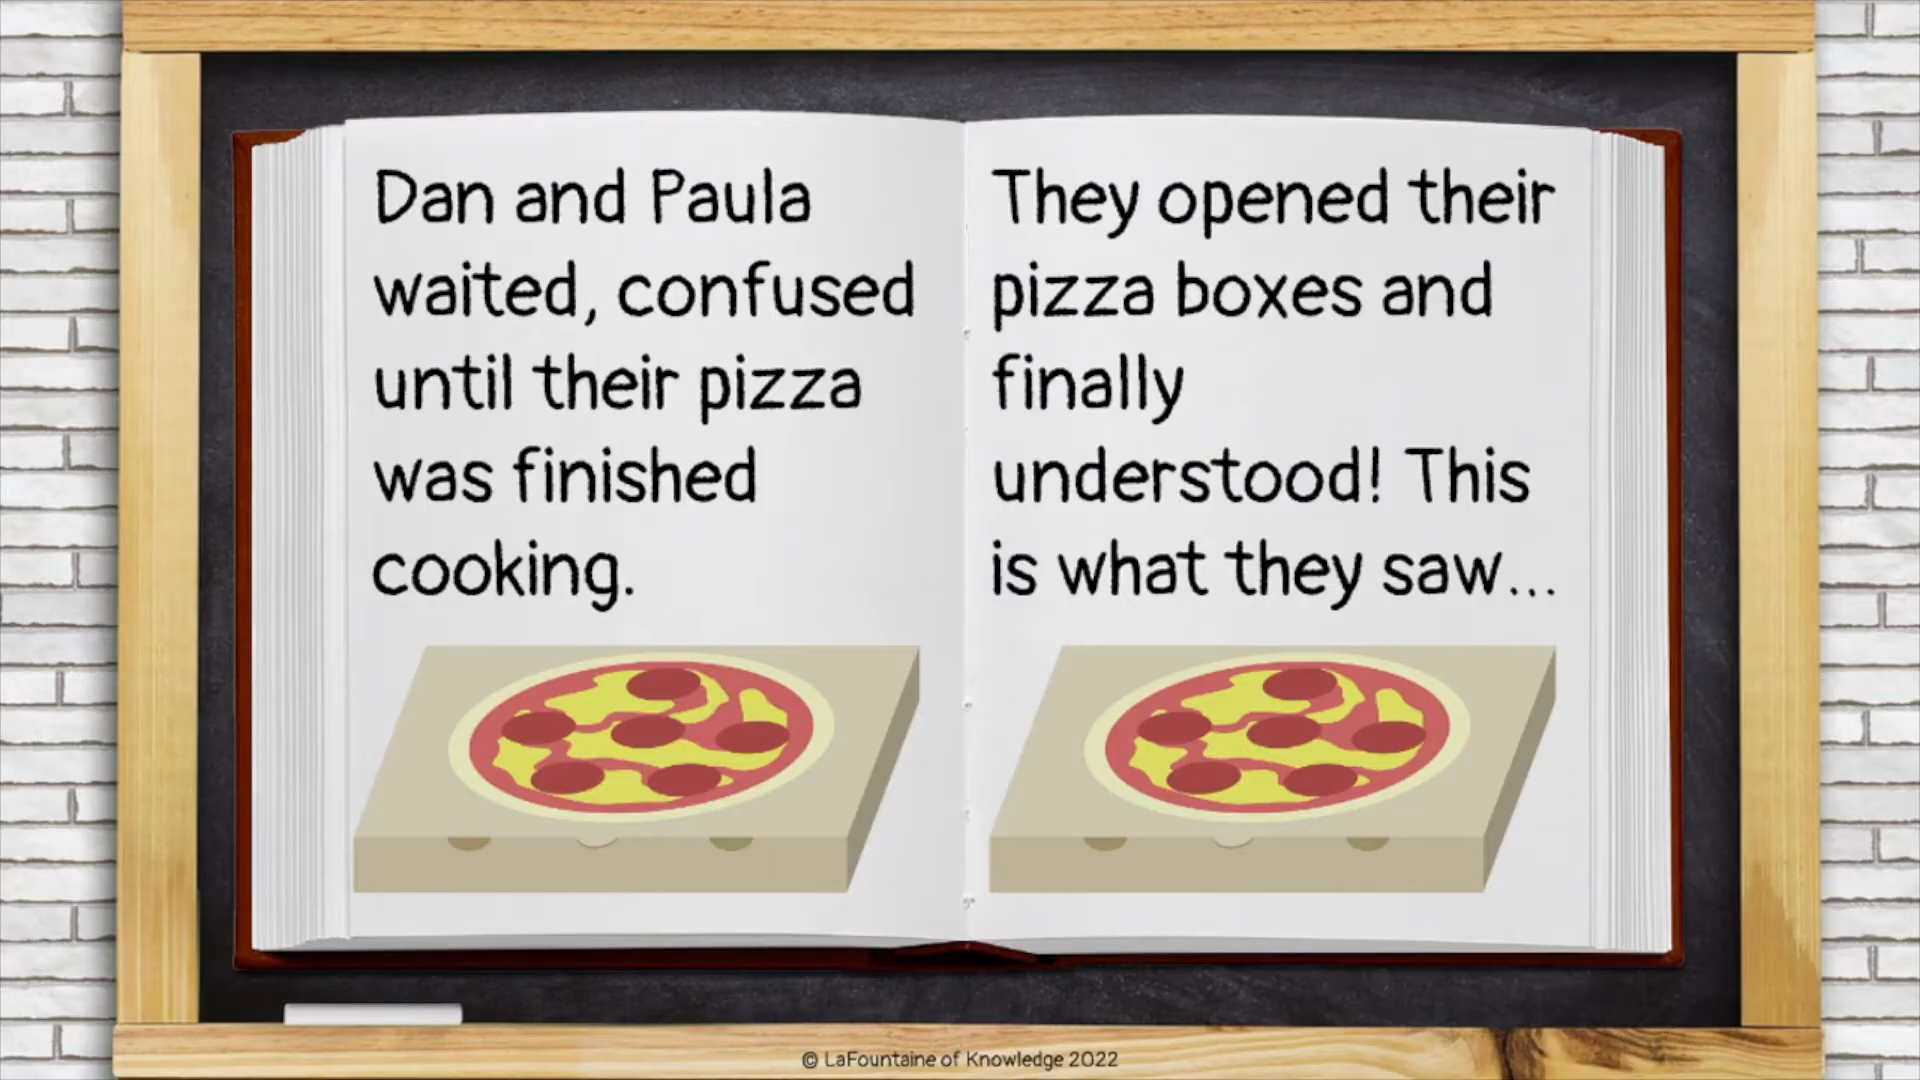 Dan and Paula
waited, confused
until their pizza
was finished
cooking.
They opened their
pizza boxes and
finally
understood! This
is what they saw...
© LaFountaine of Knowledge 2022